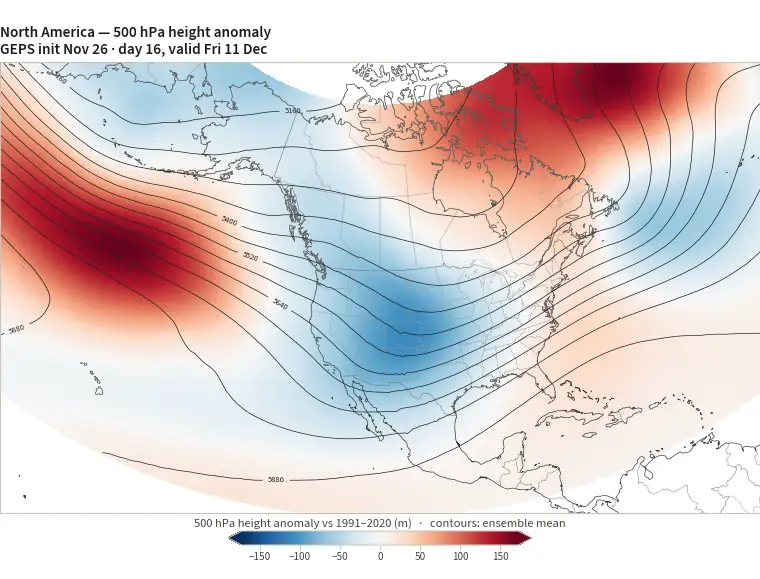 North America — 500 hPa height anomaly
GEPS init Nov 26 · day 16, valid Fri 11 Dec
5160
5400
5520
5640
5880
5880
500 hPa height anomaly vs 1991–2020 (m) · contours: ensemble mean
−150 −100 −50 0 50 100 150